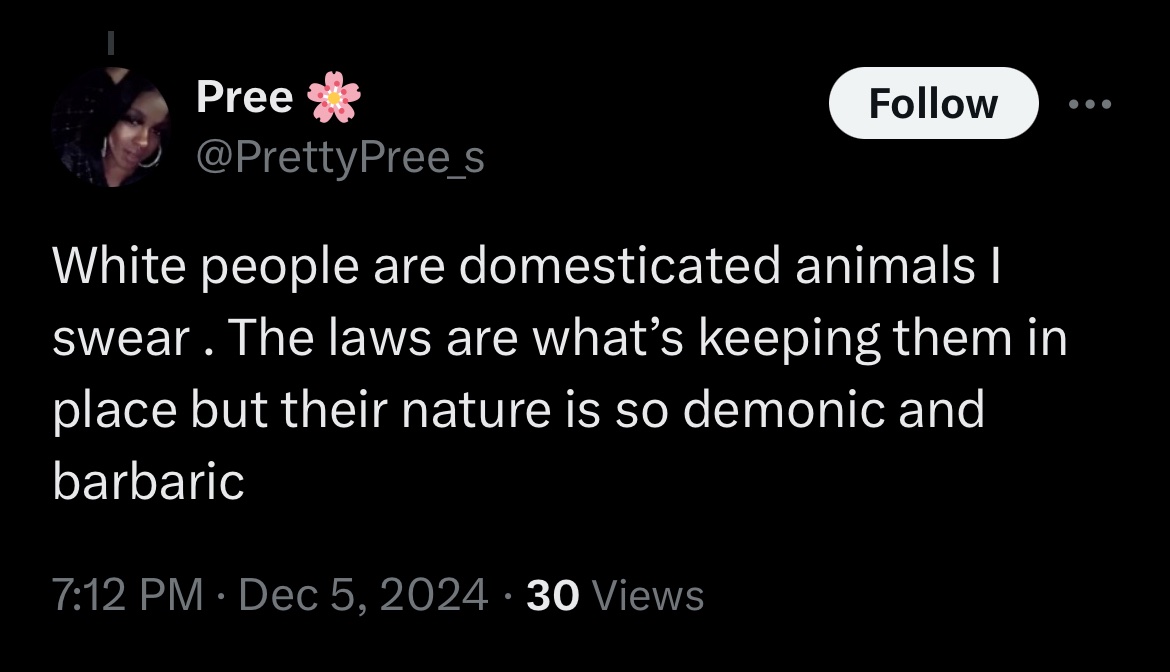 Pree 🌸
Follow
@PrettyPree_s
White people are domesticated animals I
swear . The laws are what’s keeping them in
place but their nature is so demonic and
barbaric
7:12 PM · Dec 5, 2024 · 30 Views